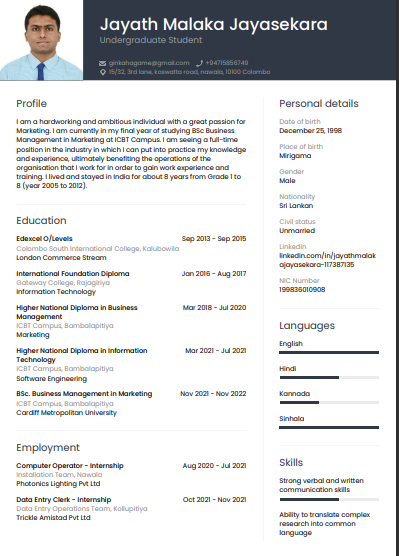 Jayath Malaka Jayasekara
Undergraduate Student
ginkahagame@gmail.com +94715856749
15/32, 3rd lane, koswatta road, nawala, 11100 Colombo
Profile
I am a hardworking and ambitious individual with a great passion for
Marketing. I am currently in my final year of studying BSc Business
Management in Marketing at ICBT Campus. I am seeing a full-time
position in the industry in which I can put into practice my knowledge
and experience, ultimately benefiting the operations of the
organisation that I work for in order to gain work experience and
training. I lived and stayed in India for about 8 years from Grade 1 to
8 (year 2005 to 2012).
Education
Edexcel O/Levels Sep 2013 - Sep 2015
Colombo South International College, Kalubowila
London Commerce Stream
International Foundation Diploma Jan 2016 - Aug 2017
Gateway College, Rajagiriya
Information Technology
Higher National Diploma in Business Mar 2018 - Jul 2020
Management
ICBT Campus, Bambalapitiya
Marketing
Higher National Diploma in Information Mar 2021 - Jul 2021
Technology
ICBT Campus, Bambalapitiya
Software Engineering
BSc. Business Management in Marketing Nov 2021 - Nov 2022
ICBT Campus, Bambalapitiya
Cardiff Metropolitan University
Employment
Computer Operator - Internship Aug 2020 - Jul 2021
Installation Team, Nawala
Photonics Lighting Pvt Ltd
Data Entry Clerk - Internship Oct 2021 - Nov 2021
Data Entry Operations Team, Kollupitiya
Trickle Amistad Pvt Ltd
Personal details
Date of birth
December 25, 1998
Place of birth
Mirigama
Gender
Male
Nationality
Sri Lankan
Civil status
Unmarried
LinkedIn
linkedin.com/in/jayathmalak
ajayasekara-117387135
NIC Number
199836010908
Languages
English
Hindi
Kannada
Sinhala
Skills
Strong verbal and written
communication skills
Ability to translate complex
research into common
language